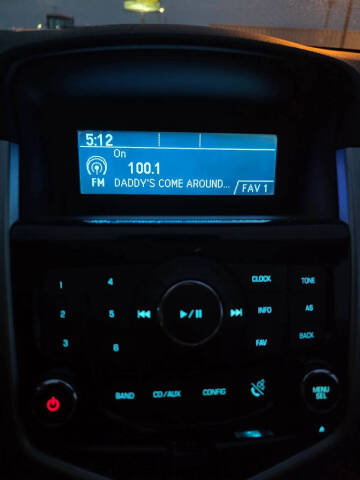 5:12
On
100.1
FM DADDY'S COME AROUND... FAV 1
1 4 CLOCK TONE
2 5 INFO AS
3 6 FAV BACK
BAND CD/AUX CONFIG
MENU
SEL